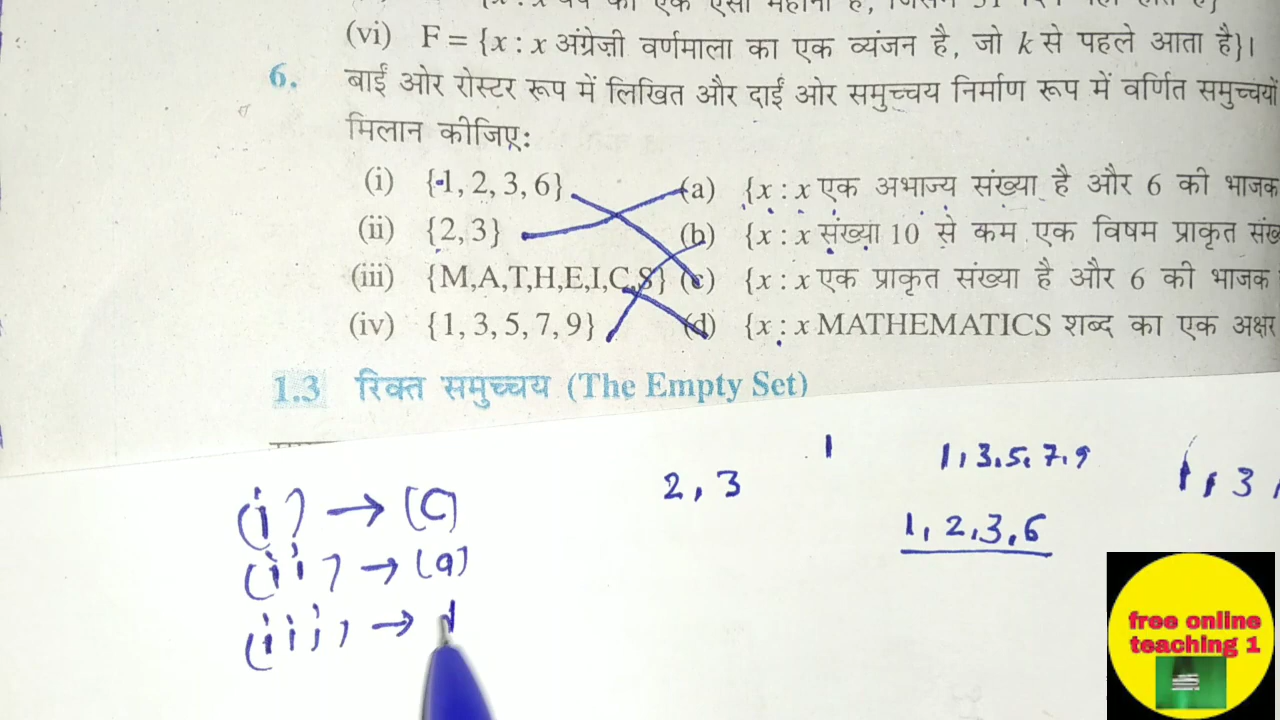 (vi) F = {x : x अंग्रेज़ी वर्णमाला का एक व्यंजन है, जो k से पहले आता है}।
6. बाईं ओर रोस्टर रूप में लिखित और दाईं ओर समुच्चय निर्माण रूप में वर्णित समुच्चयों
मिलान कीजिए:
(i) {1, 2, 3, 6} (a) {x : x एक अभाज्य संख्या है और 6 की भाजक
(ii) {2, 3} (b) {x : x संख्या 10 से कम एक विषम प्राकृत
(iii) {M,A,T,H,E,I,C,S} (c) {x : x एक प्राकृत संख्या है और 6 की भाजक
(iv) {1, 3, 5, 7, 9} (d) {x : x MATHEMATICS शब्द का एक अक्षर
1.3 रिक्त समुच्चय (The Empty Set)
1
1,3,5,7,9
2,3
1,3,
(i) → (C)
1,2,3,6
(ii) → (a)
(iii) →
free online
teaching 1